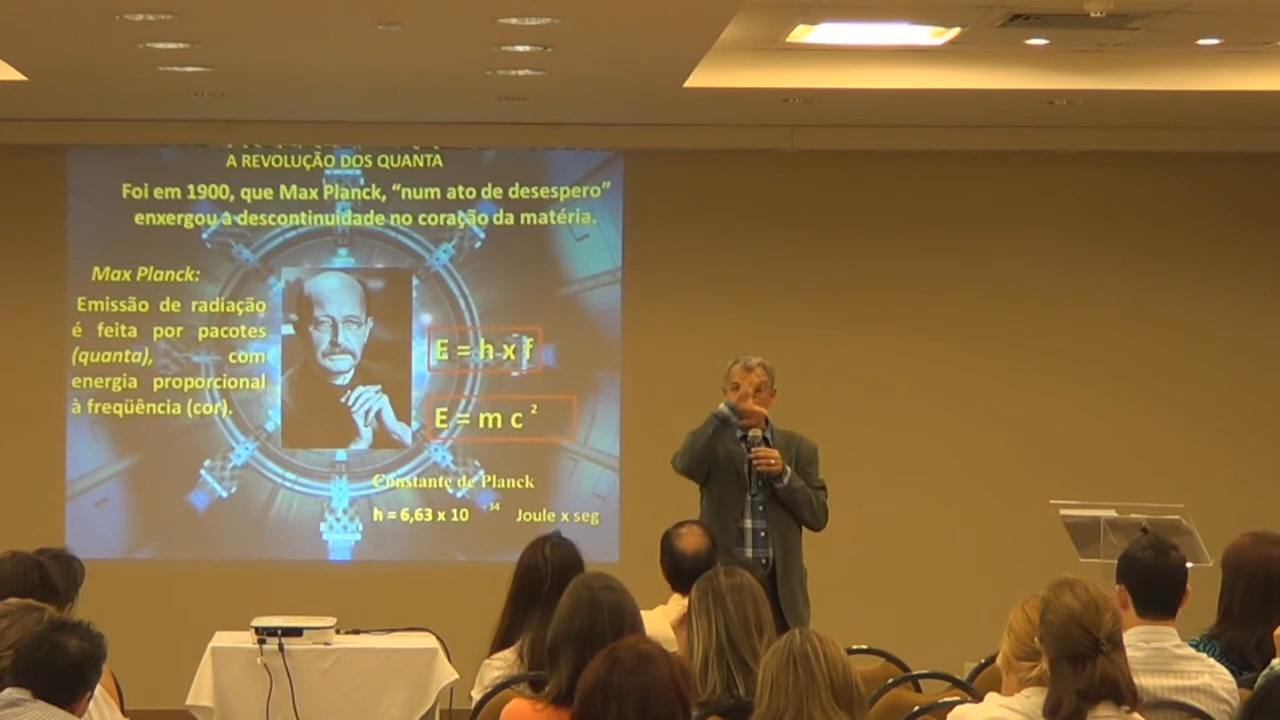 A REVOLUÇÃO DOS QUANTA
Foi em 1900, que Max Planck, “num ato de desespero”
enxergou a descontinuidade no coração da matéria.
Max Planck:
Emissão de radiação
é feita por pacotes
(quanta), com
energia proporcional
à freqüência (cor).
E = h x f
E = m c 2
Constante de Planck
h = 6,63 x 10 -34 Joule x seg